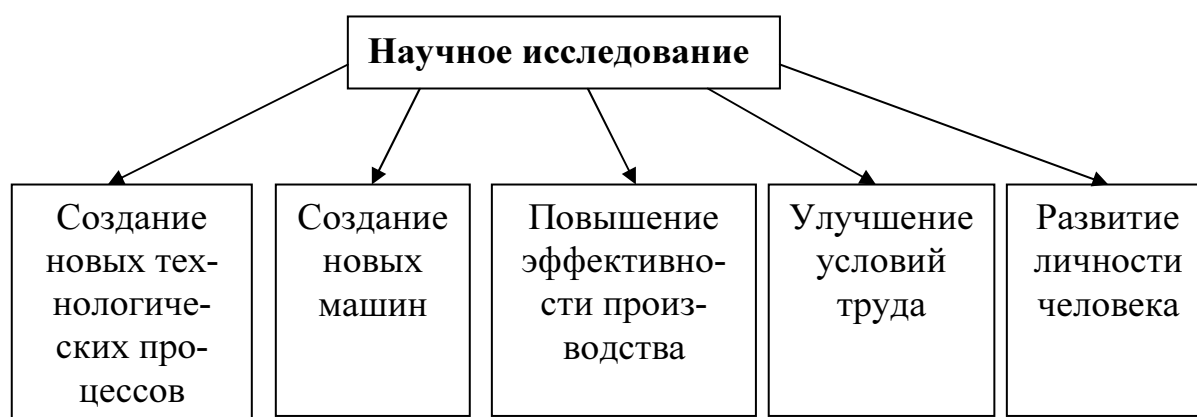 Научное исследование
Создание
новых тех-
нологиче-
ских про-
цессов
Создание
новых
машин
Повышение
эффективно-
сти произ-
водства
Улучшение
условий
труда
Развитие
личности
человека